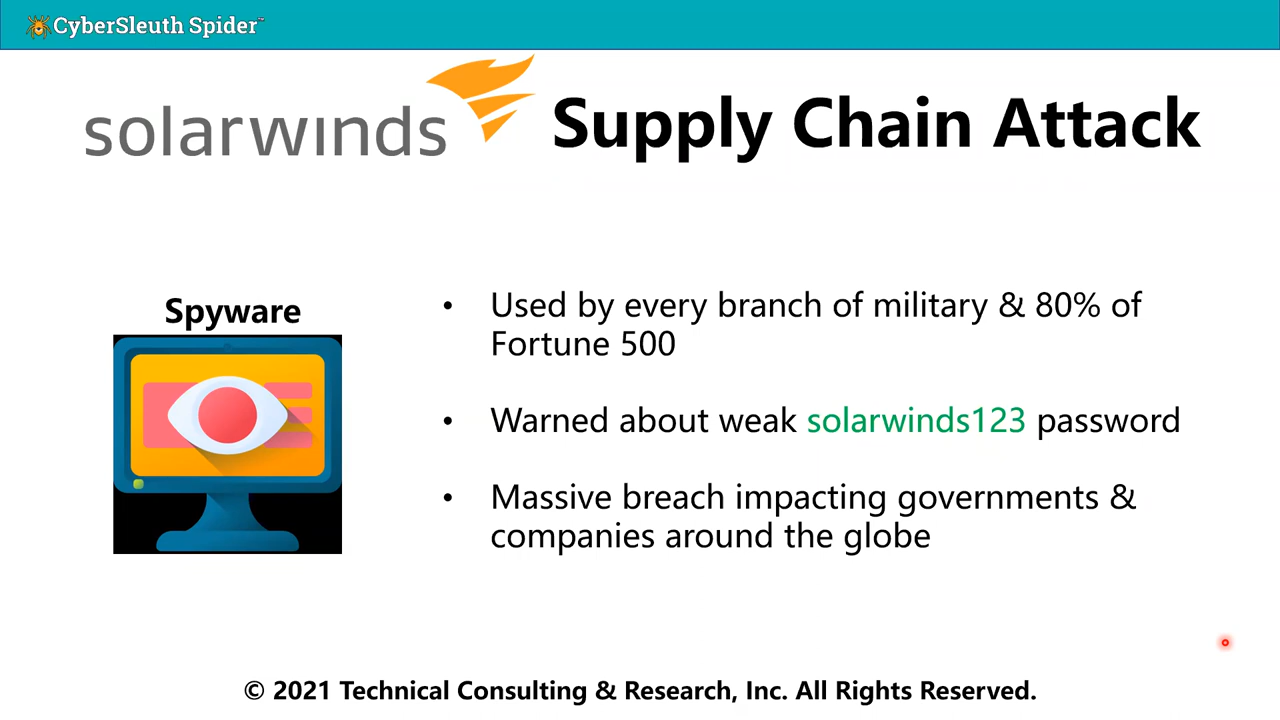 CyberSleuth Spider™
solarwinds Supply Chain Attack
Spyware
• Used by every branch of military & 80% of
Fortune 500
• Warned about weak solarwinds123 password
• Massive breach impacting governments &
companies around the globe
© 2021 Technical Consulting & Research, Inc. All Rights Reserved.